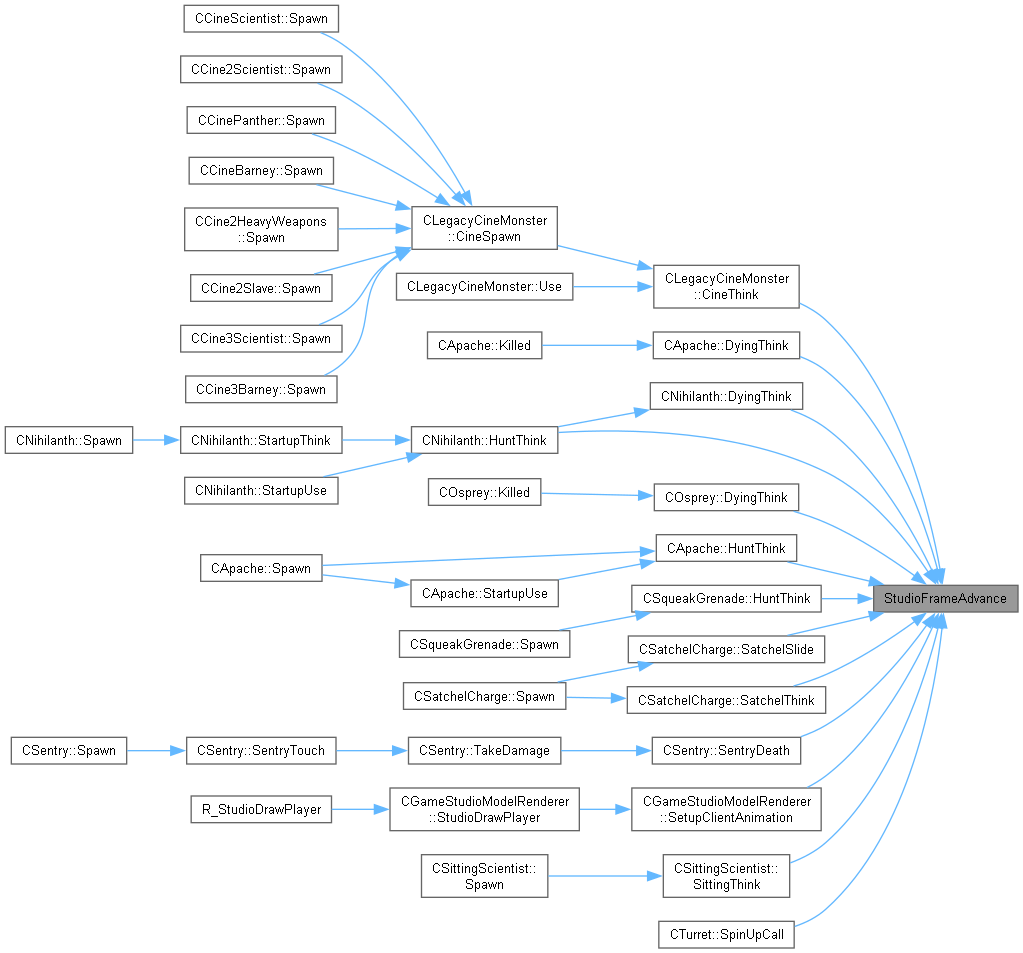 CCineScientist::Spawn
CCine2Scientist::Spawn
CCinePanther::Spawn
CCineBarney::Spawn
CCine2HeavyWeapons
::Spawn
CCine2Slave::Spawn
CCine3Scientist::Spawn
CCine3Barney::Spawn
CLegacyCineMonster
::CineSpawn
CLegacyCineMonster::Use
CLegacyCineMonster
::CineThink
CApache::Killed
CApache::DyingThink
CNihilanth::DyingThink
CNihilanth::Spawn
CNihilanth::StartupThink
CNihilanth::HuntThink
CNihilanth::StartupUse
COsprey::Killed
COsprey::DyingThink
CApache::Spawn
CApache::HuntThink
CApache::StartupUse
StudioFrameAdvance
CSqueakGrenade::HuntThink
CSqueakGrenade::Spawn
CSatchelCharge::SatchelSlide
CSatchelCharge::Spawn
CSatchelCharge::SatchelThink
CSentry::Spawn
CSentry::SentryTouch
CSentry::TakeDamage
CSentry::SentryDeath
R_StudioDrawPlayer
CGameStudioModelRenderer
::StudioDrawPlayer
CGameStudioModelRenderer
::SetupClientAnimation
CSittingScientist::
Spawn
CSittingScientist::
SittingThink
CTurret::SpinUpCall